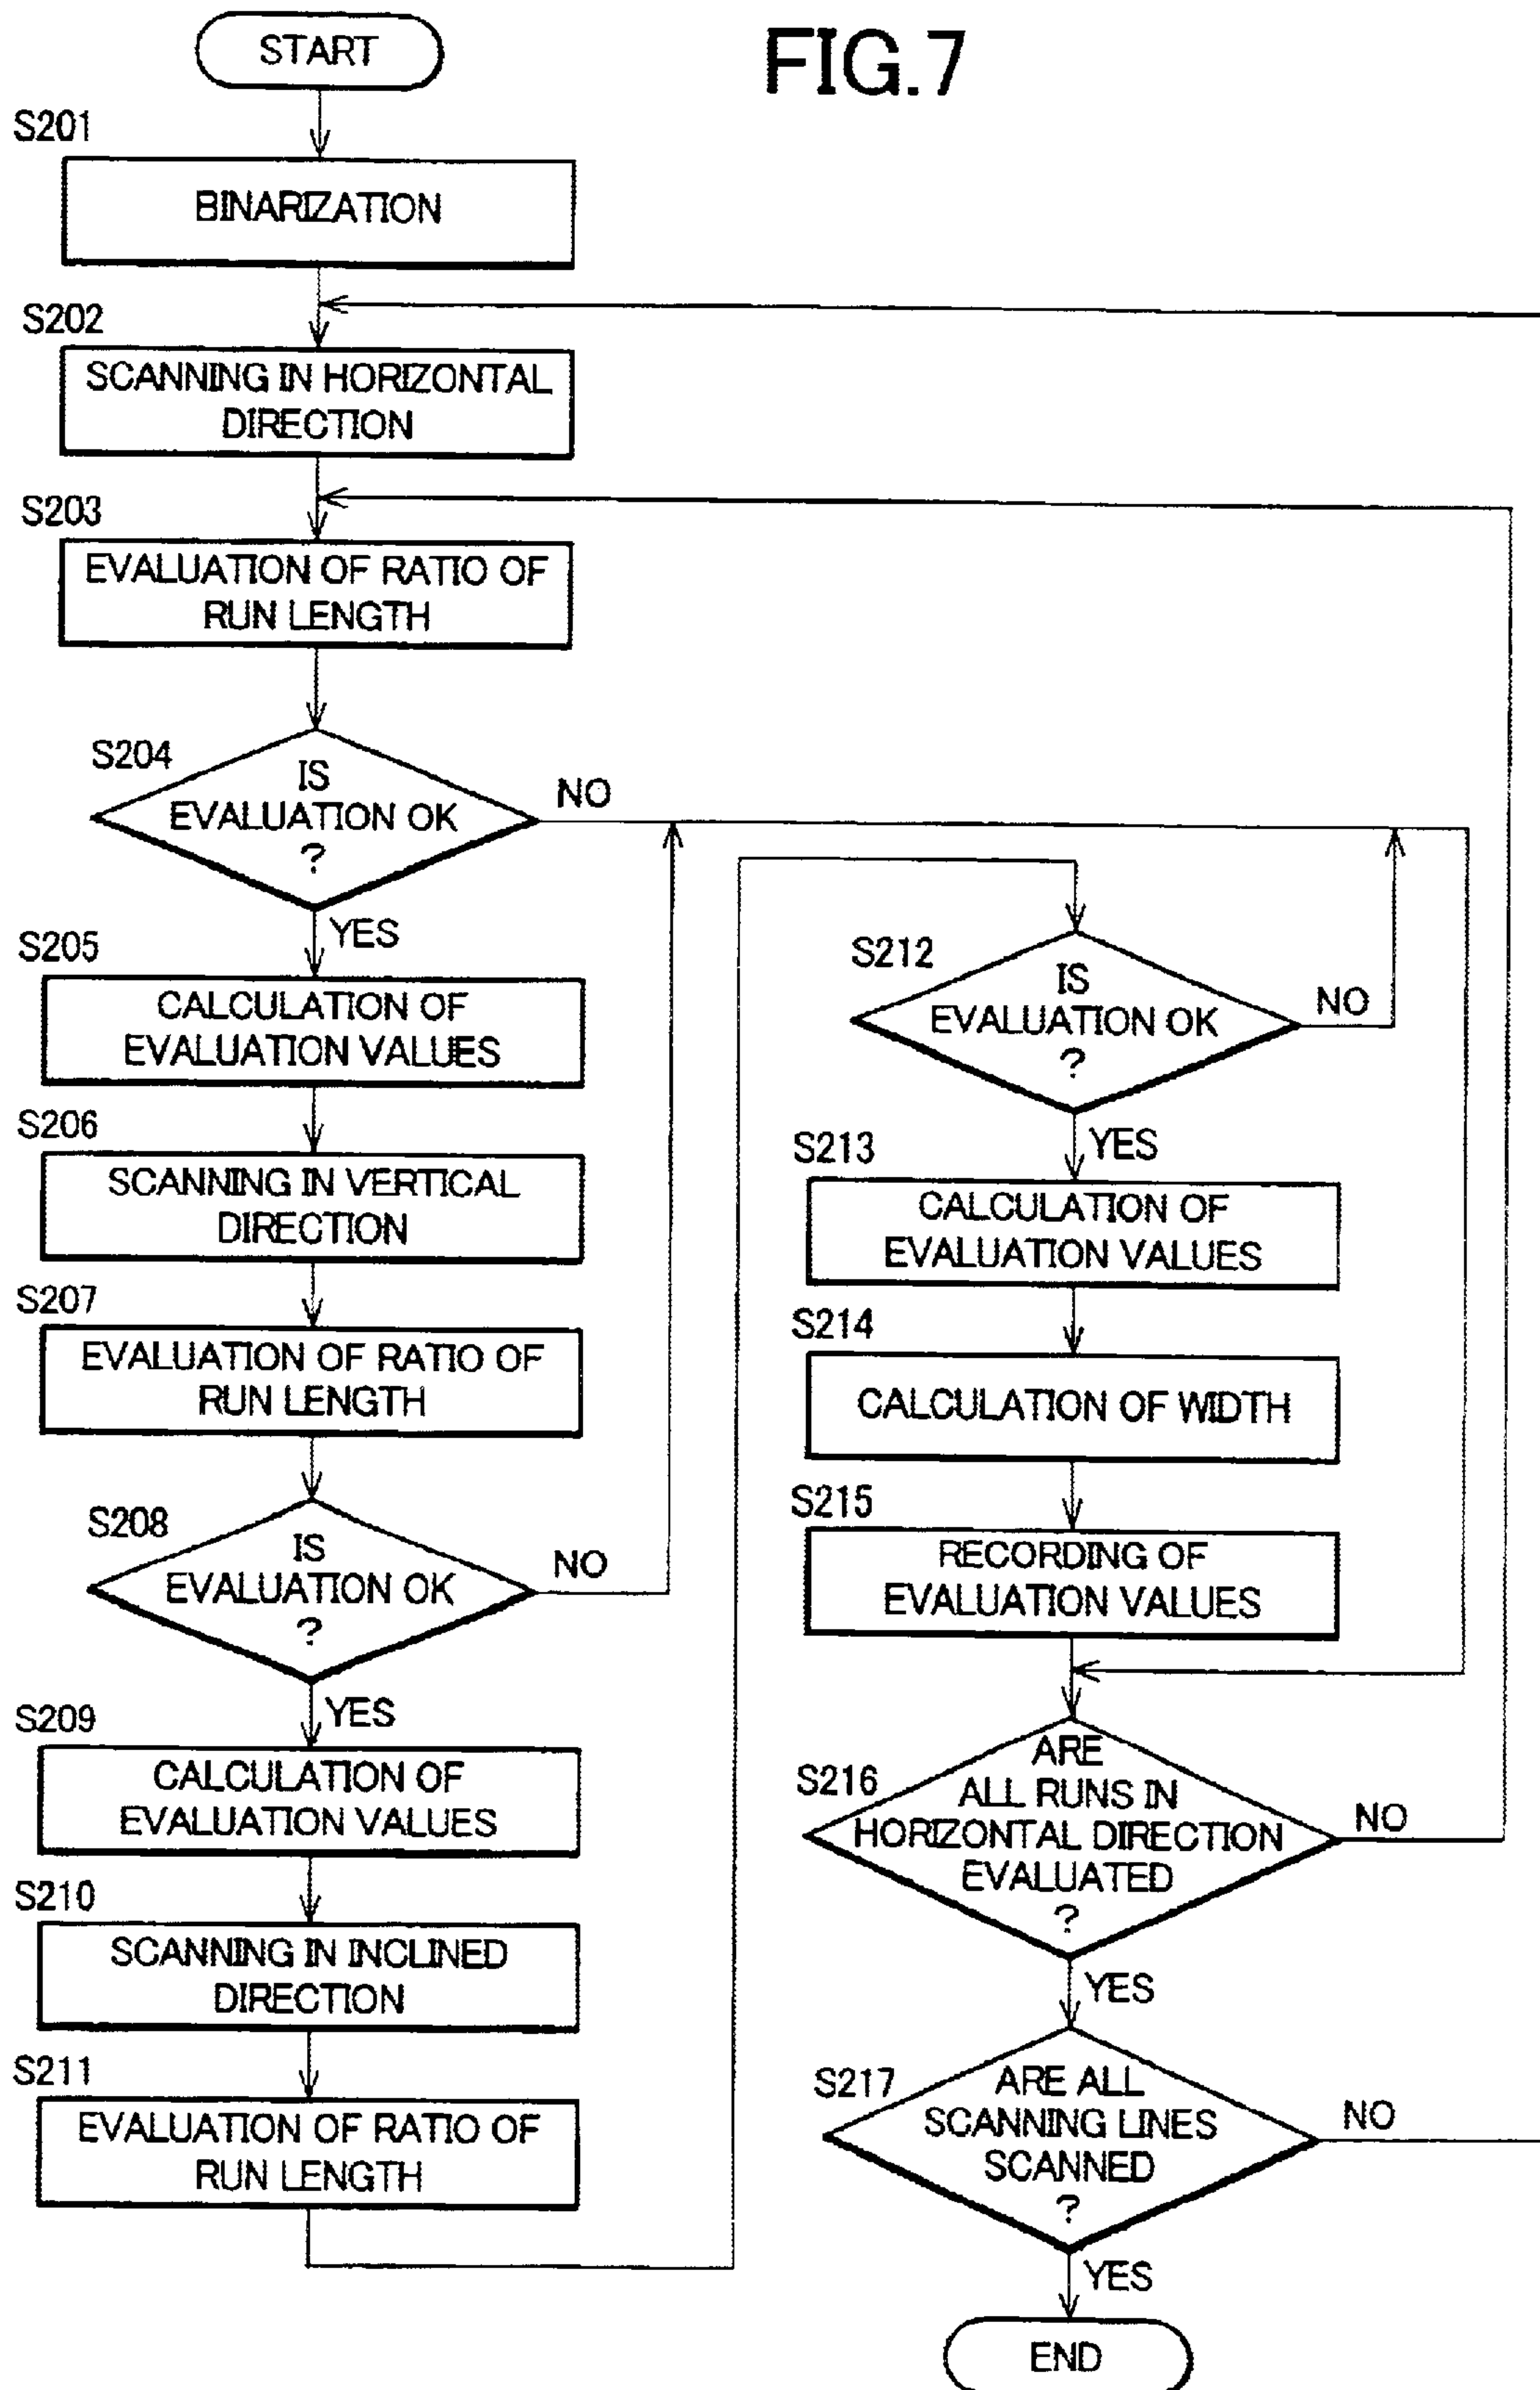 FIG.7
START
S201
BINARIZATION
S202
SCANNING IN HORIZONTAL
DIRECTION
S203
EVALUATION OF RATIO OF
RUN LENGTH
S204
IS
EVALUATION OK
?
NO
YES
S205
CALCULATION OF
EVALUATION VALUES
S206
SCANNING IN VERTICAL
DIRECTION
S207
EVALUATION OF RATIO OF
RUN LENGTH
S208
IS
EVALUATION OK
?
NO
YES
S209
CALCULATION OF
EVALUATION VALUES
S210
SCANNING IN INCLINED
DIRECTION
S211
EVALUATION OF RATIO OF
RUN LENGTH
S212
IS
EVALUATION OK
?
NO
YES
S213
CALCULATION OF
EVALUATION VALUES
S214
CALCULATION OF WIDTH
S215
RECORDING OF
EVALUATION VALUES
S216
ARE
ALL RUNS IN
HORIZONTAL DIRECTION
EVALUATED
?
NO
YES
S217
ARE ALL
SCANNING LINES
SCANNED
?
NO
YES
END